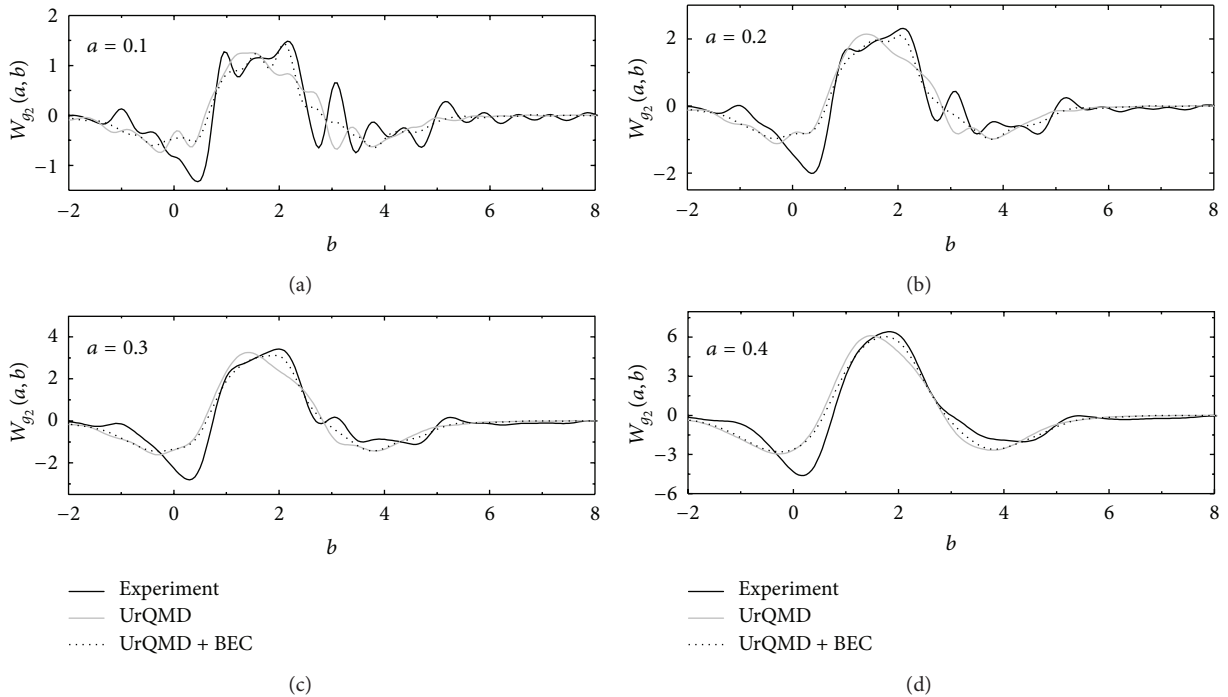 2
1
0
−1
a = 0.1
W_{g_2}(a, b)
−2 0 2 4 6 8
b
(a)
2
0
−2
a = 0.2
W_{g_2}(a, b)
−2 0 2 4 6 8
b
(b)
4
2
0
−2
a = 0.3
W_{g_2}(a, b)
−2 0 2 4 6 8
b
Experiment
UrQMD
UrQMD + BEC
(c)
6
3
0
−3
−6
a = 0.4
W_{g_2}(a, b)
−2 0 2 4 6 8
b
Experiment
UrQMD
UrQMD + BEC
(d)